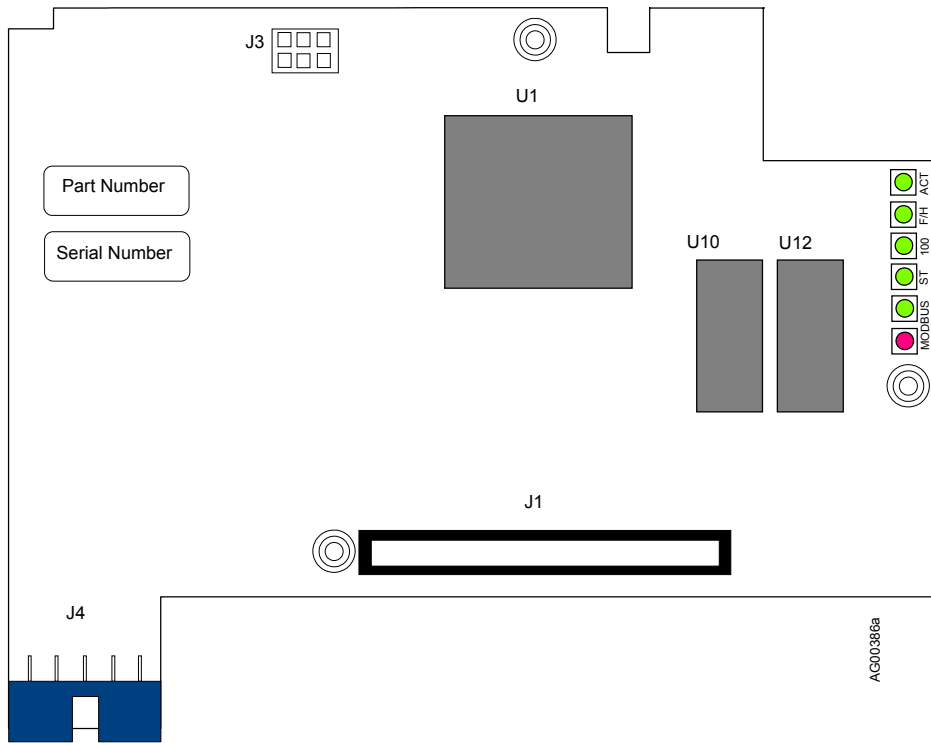 J3
U1
Part Number
Serial Number
U10
U12
ACT
F/H
100
ST
MODBUS
J1
J4
AG00386a